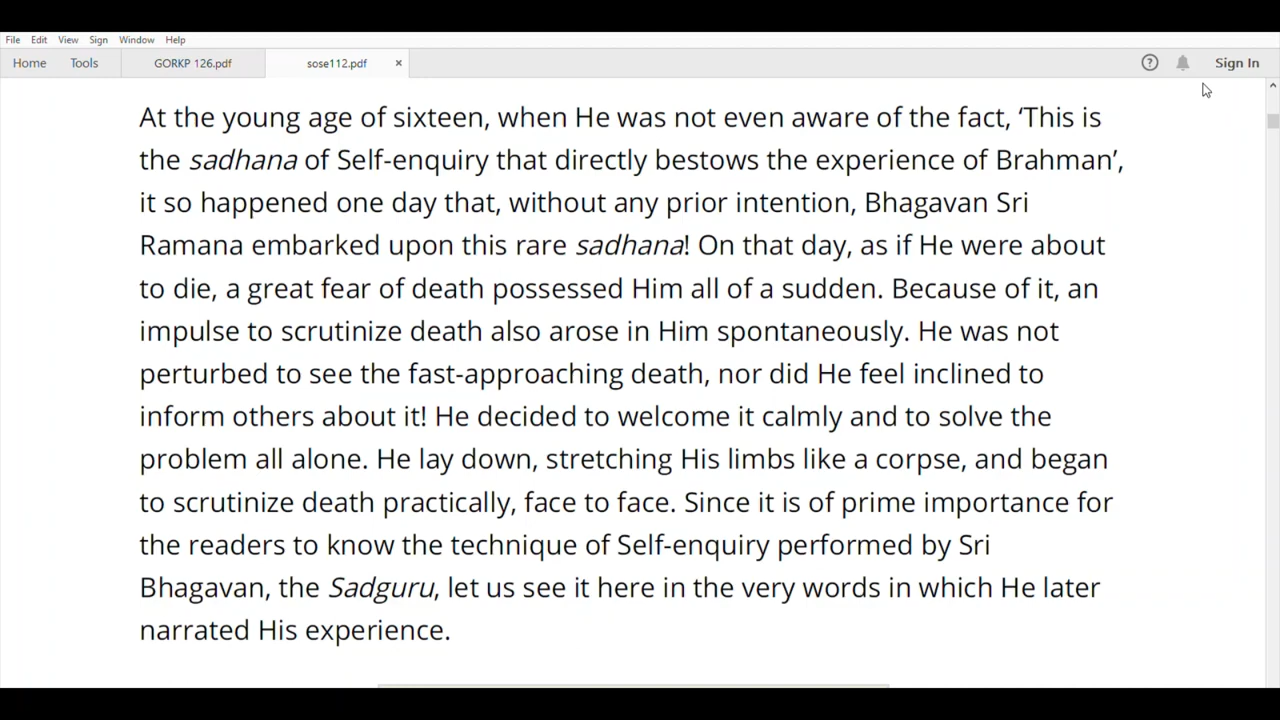 File Edit View Sign Window Help
Home Tools GORKP 126.pdf sose112.pdf × ? Sign In
At the young age of sixteen, when He was not even aware of the fact, ‘This is
the sadhana of Self-enquiry that directly bestows the experience of Brahman’,
it so happened one day that, without any prior intention, Bhagavan Sri
Ramana embarked upon this rare sadhana! On that day, as if He were about
to die, a great fear of death possessed Him all of a sudden. Because of it, an
impulse to scrutinize death also arose in Him spontaneously. He was not
perturbed to see the fast-approaching death, nor did He feel inclined to
inform others about it! He decided to welcome it calmly and to solve the
problem all alone. He lay down, stretching His limbs like a corpse, and began
to scrutinize death practically, face to face. Since it is of prime importance for
the readers to know the technique of Self-enquiry performed by Sri
Bhagavan, the Sadguru, let us see it here in the very words in which He later
narrated His experience.